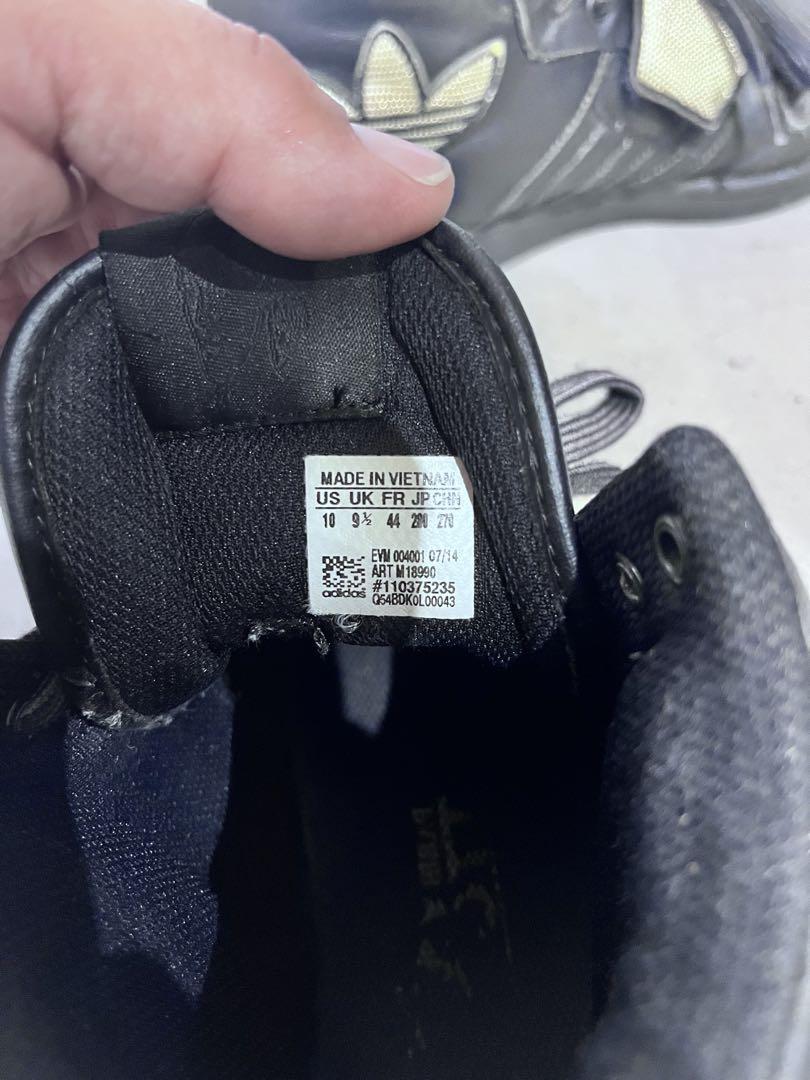 MADE IN VIETNAM
US UK FR JP CHN
10 9½ 44 280 270
EVM 004001 07/14
ART M18990
#110375235
adidas Q54BDK0L00043